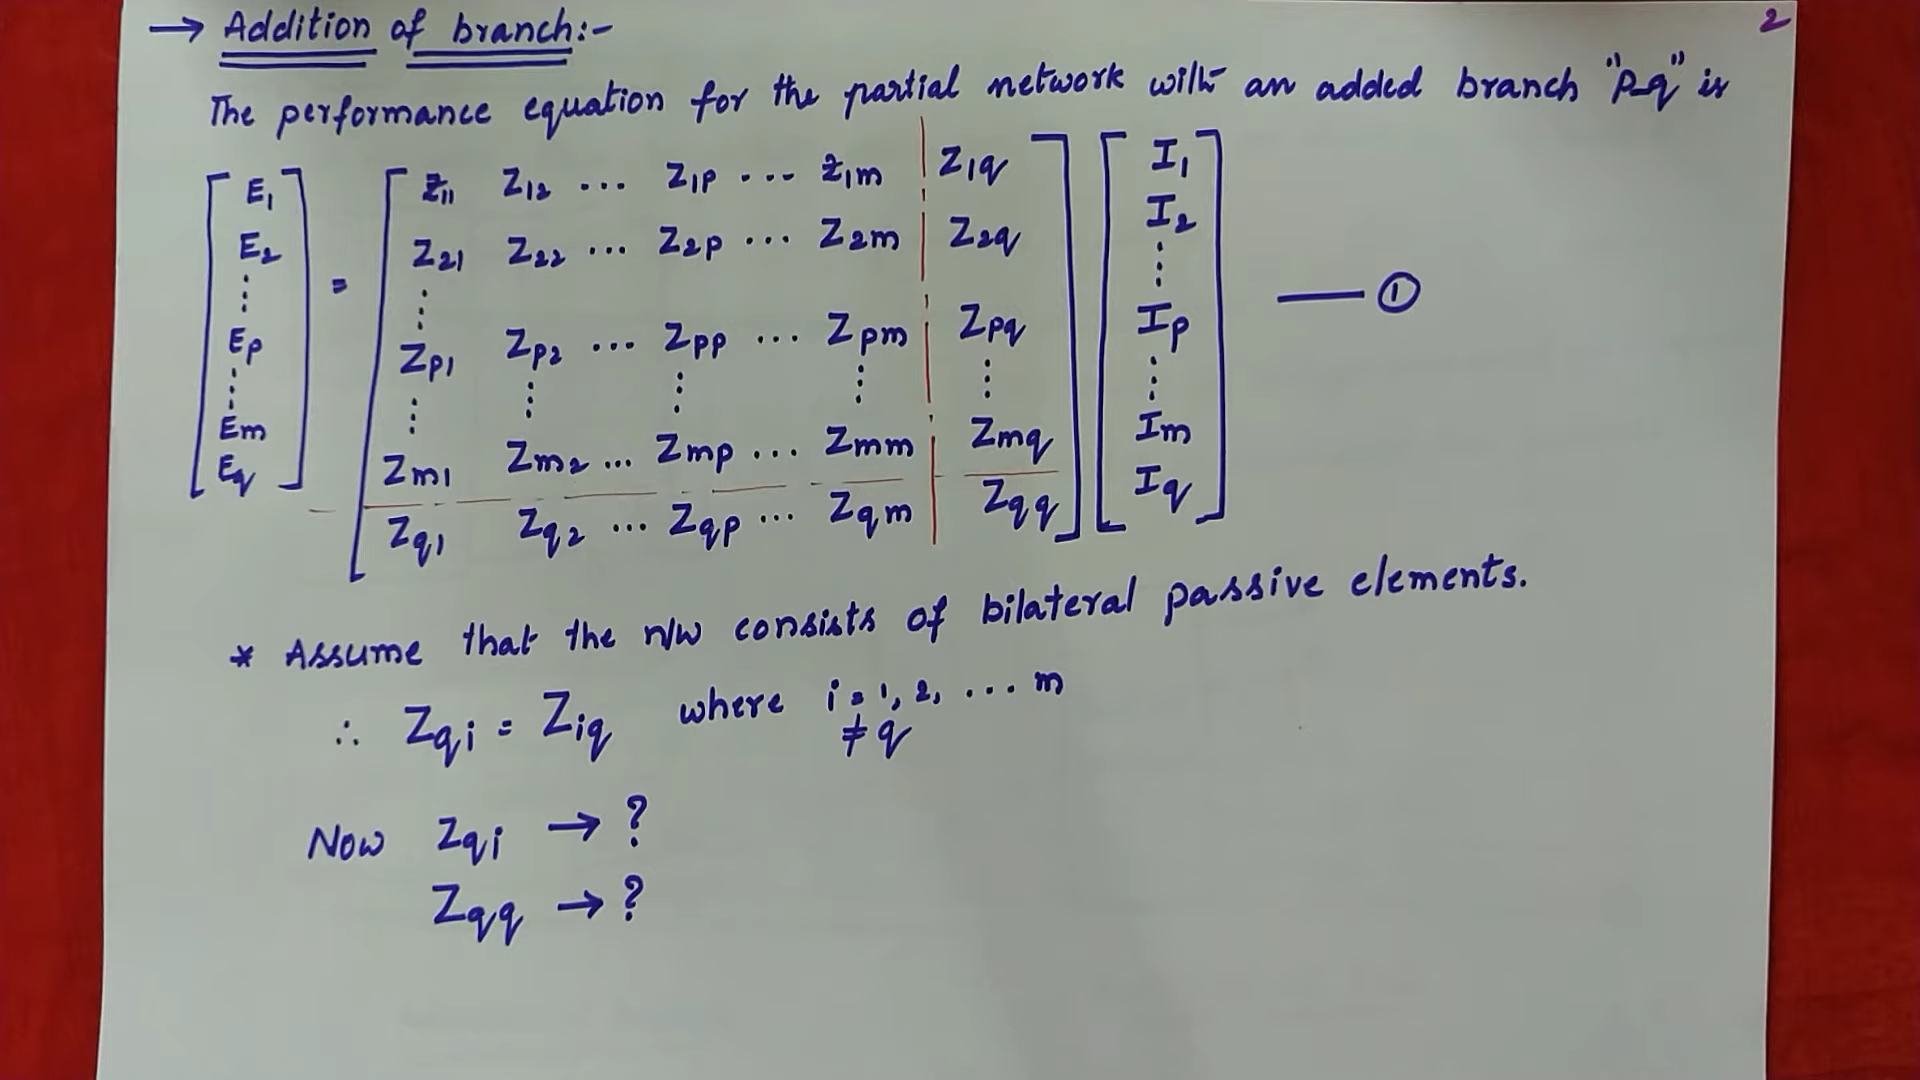 2
→ Addition of branch:-
The performance equation for the partial network with an added branch "P-q" is
[E1 E2 ⋮ Ep ⋮ Em Eq] = [Z11 Z12 ... Z1p ... Z1m | Z1q
Z21 Z22 ... Z2p ... Z2m | Z2q
⋮
Zp1 Zp2 ... Zpp ... Zpm | Zpq
⋮ ⋮ ⋮ ⋮ ⋮
Zm1 Zm2 ... Zmp ... Zmm | Zmq
Zq1 Zq2 ... Zqp ... Zqm | Zqq] [I1 I2 ⋮ Ip ⋮ Im Iq] — ①
* Assume that the n/w consists of bilateral passive elements.
∴ Zqi = Ziq where i = 1, 2, ... m
≠ q
Now Zqi → ?
Zqq → ?